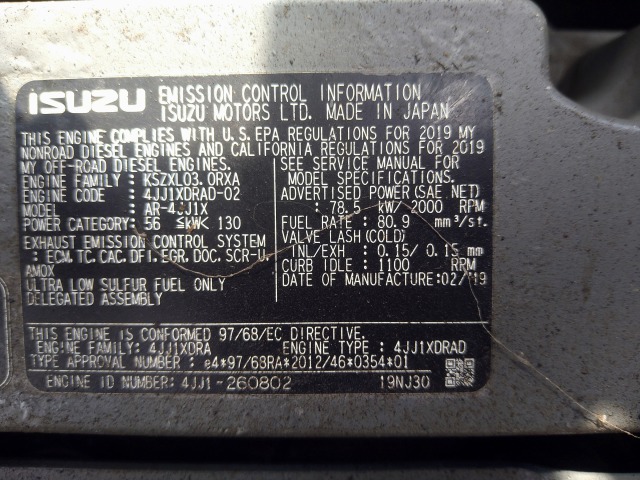 ISUZU EMISSION CONTROL INFORMATION
ISUZU MOTORS LTD. MADE IN JAPAN
THIS ENGINE COMPLIES WITH U.S.EPA REGULATIONS FOR 2019 MY
NONROAD DIESEL ENGINES AND CALIFORNIA REGULATIONS FOR 2019
MY OFF-ROAD DIESEL ENGINES.
ENGINE FAMILY : KSZXL03.0RXA
ENGINE CODE : 4JJ1XDRAD-02
MODEL : AR-4JJ1X
POWER CATEGORY : 56 ≦kW< 130
EXHAUST EMISSION CONTROL SYSTEM
: ECM,TC,CAC,DFI,EGR,DOC,SCR-U,
AMOX
ULTRA LOW SULFUR FUEL ONLY
DELEGATED ASSEMBLY
SEE SERVICE MANUAL FOR
MODEL SPECIFICATIONS.
ADVERTISED POWER(SAE NET)
: 78.5 kW/ 2000 RPM
FUEL RATE: 80.9 mm³/st.
VALVE LASH(COLD)
INL/EXH : 0.15/ 0.15 mm
CURB IDLE : 1100 RPM
DATE OF MANUFACTURE:02/'19
THIS ENGINE IS CONFORMED 97/68/EC DIRECTIVE.
ENGINE FAMILY: 4JJ1XDRA ENGINE TYPE : 4JJ1XDRAD
TYPE APPROVAL NUMBER : e4*97/68RA*2012/46*0354*01
ENGINE ID NUMBER: 4JJ1-260802 19NJ30